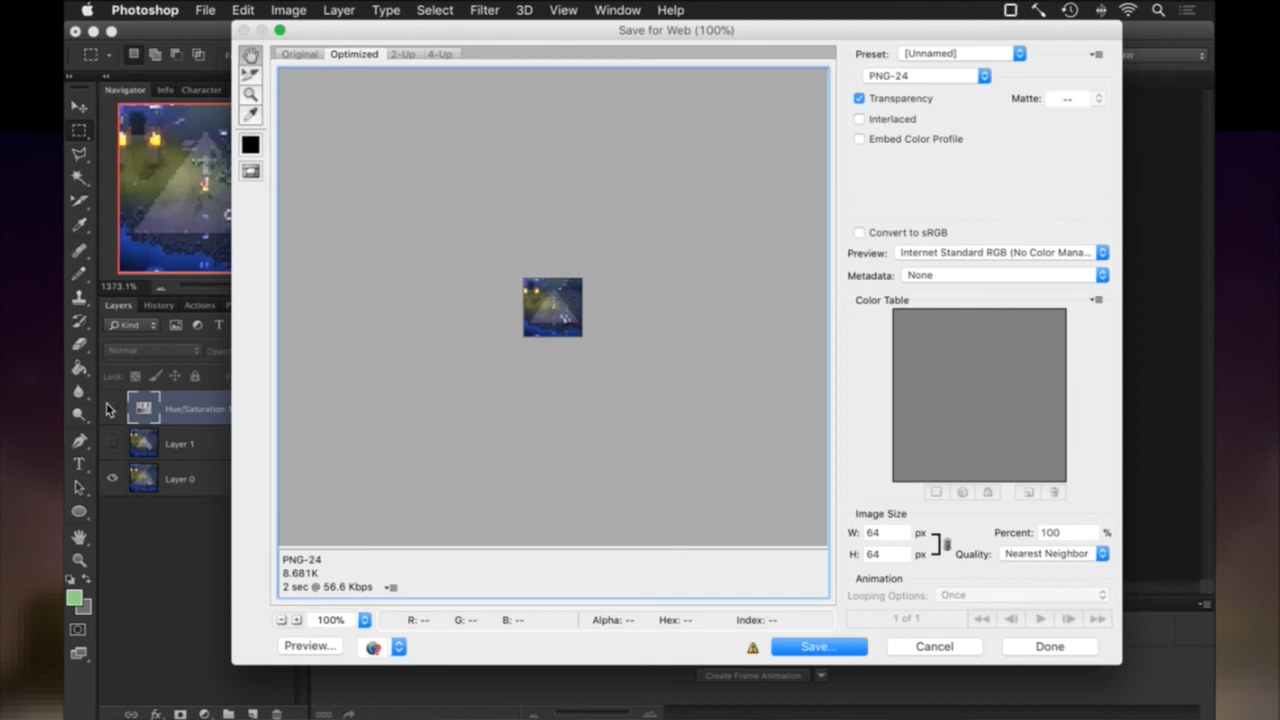 Photoshop File Edit Image Layer Type Select Filter 3D View Window Help
Save for Web (100%)
Original Optimized 2-Up 4-Up
Preset: [Unnamed]
PNG-24
Transparency Matte: --
Interlaced
Embed Color Profile
Convert to sRGB
Preview: Internet Standard RGB (No Color Mana...
Metadata: None
Color Table
Navigator Info Character
1373.1%
Layers History Actions
Kind
Normal
Lock:
Hue/Saturation 1
Layer 1
Layer 0
Image Size
W: 64 px Percent: 100 %
H: 64 px Quality: Nearest Neighbor
PNG-24
8.681K
2 sec @ 56.6 Kbps
Animation
Looping Options: Once
1 of 1
100% R: -- G: -- B: -- Alpha: -- Hex: -- Index: --
Preview... Save... Cancel Done
Create Frame Animation